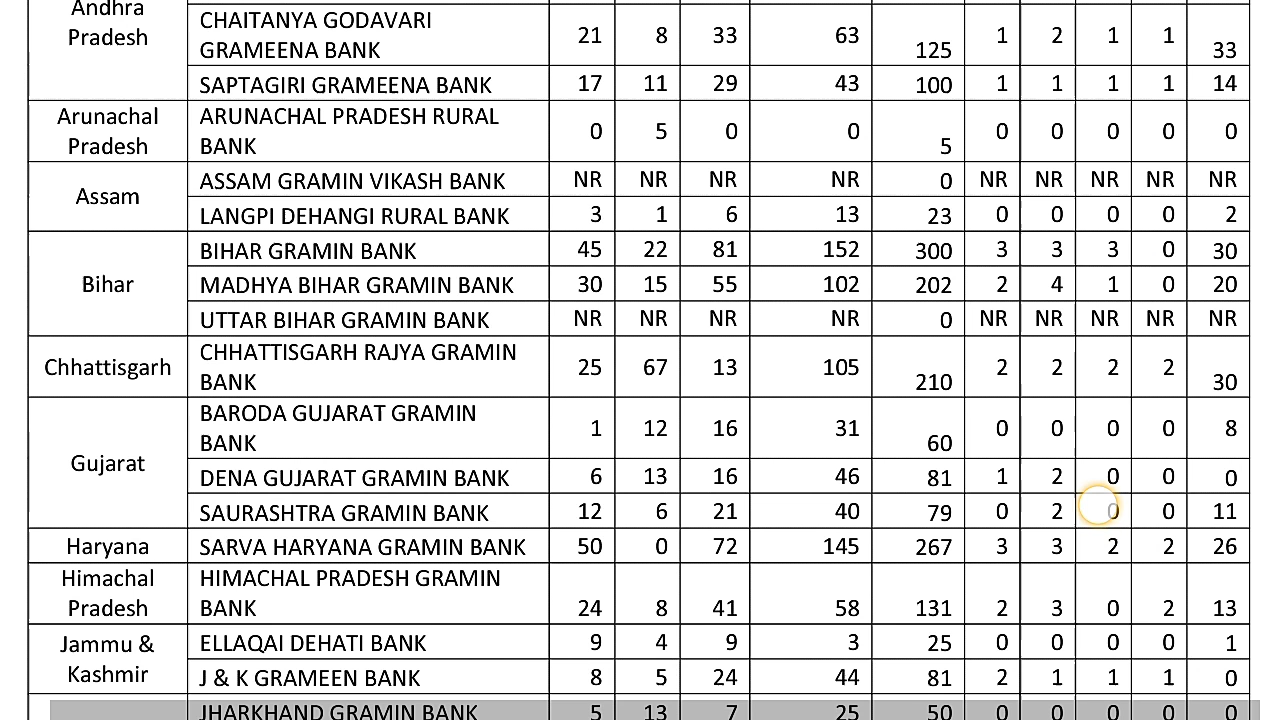 Andhra
Pradesh
CHAITANYA GODAVARI
GRAMEENA BANK 21 8 33 63 125 1 2 1 1 33
SAPTAGIRI GRAMEENA BANK 17 11 29 43 100 1 1 1 1 14
Arunachal
Pradesh
ARUNACHAL PRADESH RURAL
BANK 0 5 0 0 5 0 0 0 0 0
Assam
ASSAM GRAMIN VIKASH BANK NR NR NR NR 0 NR NR NR NR NR
LANGPI DEHANGI RURAL BANK 3 1 6 13 23 0 0 0 0 2
Bihar
BIHAR GRAMIN BANK 45 22 81 152 300 3 3 3 0 30
MADHYA BIHAR GRAMIN BANK 30 15 55 102 202 2 4 1 0 20
UTTAR BIHAR GRAMIN BANK NR NR NR NR 0 NR NR NR NR NR
Chhattisgarh
CHHATTISGARH RAJYA GRAMIN
BANK 25 67 13 105 210 2 2 2 2 30
Gujarat
BARODA GUJARAT GRAMIN
BANK 1 12 16 31 60 0 0 0 0 8
DENA GUJARAT GRAMIN BANK 6 13 16 46 81 1 2 0 0 0
SAURASHTRA GRAMIN BANK 12 6 21 40 79 0 2 0 0 11
Haryana SARVA HARYANA GRAMIN BANK 50 0 72 145 267 3 3 2 2 26
Himachal
Pradesh
HIMACHAL PRADESH GRAMIN
BANK 24 8 41 58 131 2 3 0 2 13
Jammu &
Kashmir
ELLAQAI DEHATI BANK 9 4 9 3 25 0 0 0 0 1
J & K GRAMEEN BANK 8 5 24 44 81 2 1 1 1 0
JHARKHAND GRAMIN BANK 5 13 7 25 50 0 0 0 0 0